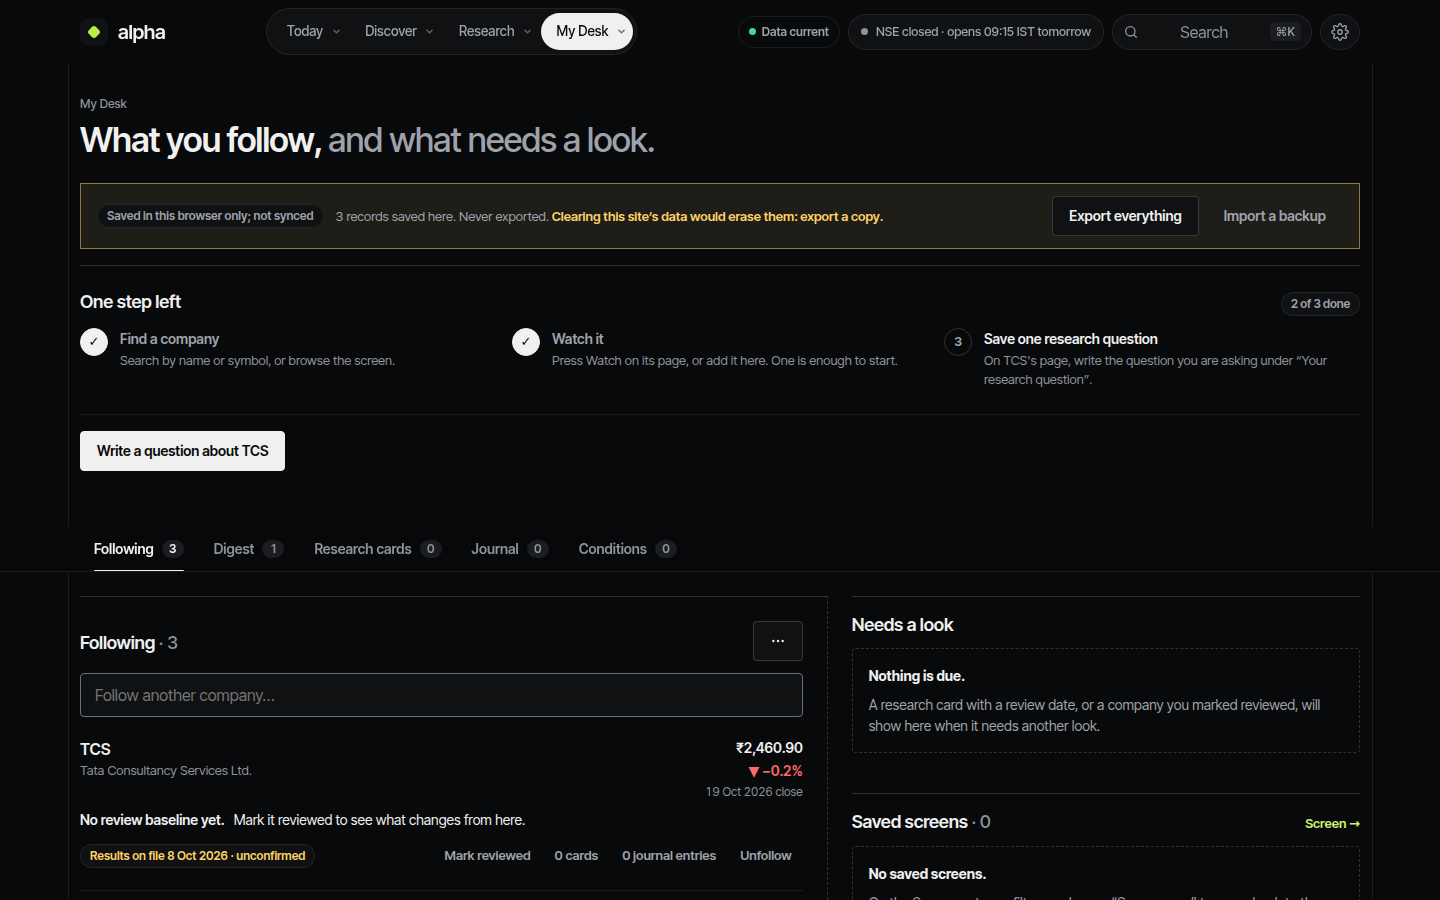 alpha
Today
Discover
Research
My Desk
Data current
NSE closed · opens 09:15 IST tomorrow
Search
⌘K
My Desk
What you follow, and what needs a look.
Saved in this browser only; not synced
3 records saved here. Never exported. Clearing this site's data would erase them: export a copy.
Export everything
Import a backup
One step left
2 of 3 done
✓
Find a company
Search by name or symbol, or browse the screen.
✓
Watch it
Press Watch on its page, or add it here. One is enough to start.
3
Save one research question
On TCS's page, write the question you are asking under “Your
research question”.
Write a question about TCS
Following 3
Digest 1
Research cards 0
Journal 0
Conditions 0
Following · 3
...
Follow another company...
TCS
Tata Consultancy Services Ltd.
₹2,460.90
▼ −0.2%
19 Oct 2026 close
No review baseline yet. Mark it reviewed to see what changes from here.
Results on file 8 Oct 2026 · unconfirmed
Mark reviewed
0 cards
0 journal entries
Unfollow
Needs a look
Nothing is due.
A research card with a review date, or a company you marked reviewed, will
show here when it needs another look.
Saved screens · 0
Screen →
No saved screens.